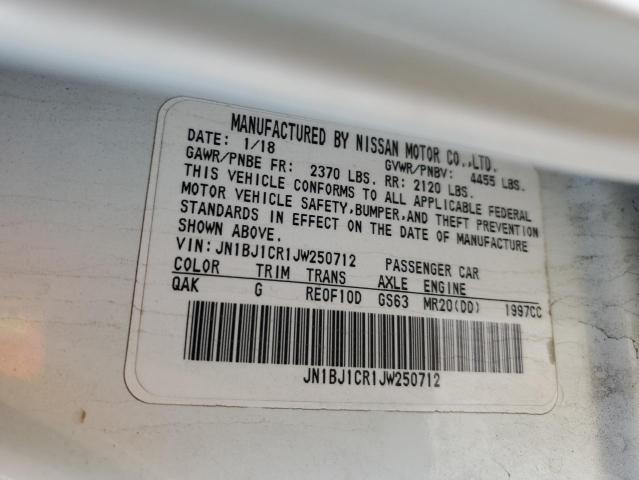 MANUFACTURED BY NISSAN MOTOR CO.,LTD.
DATE: 1/18 GVWR/PNBV: 4455 LBS.
GAWR/PNBE FR: 2370 LBS. RR: 2120 LBS.
THIS VEHICLE CONFORMS TO ALL APPLICABLE FEDERAL
MOTOR VEHICLE SAFETY,BUMPER,AND THEFT PREVENTION
STANDARDS IN EFFECT ON THE DATE OF MANUFACTURE
SHOWN ABOVE.
VIN: JN1BJ1CR1JW250712 PASSENGER CAR
COLOR TRIM TRANS AXLE ENGINE
QAK G RE0F10D GS63 MR20(DD) 1997CC
JN1BJ1CR1JW250712